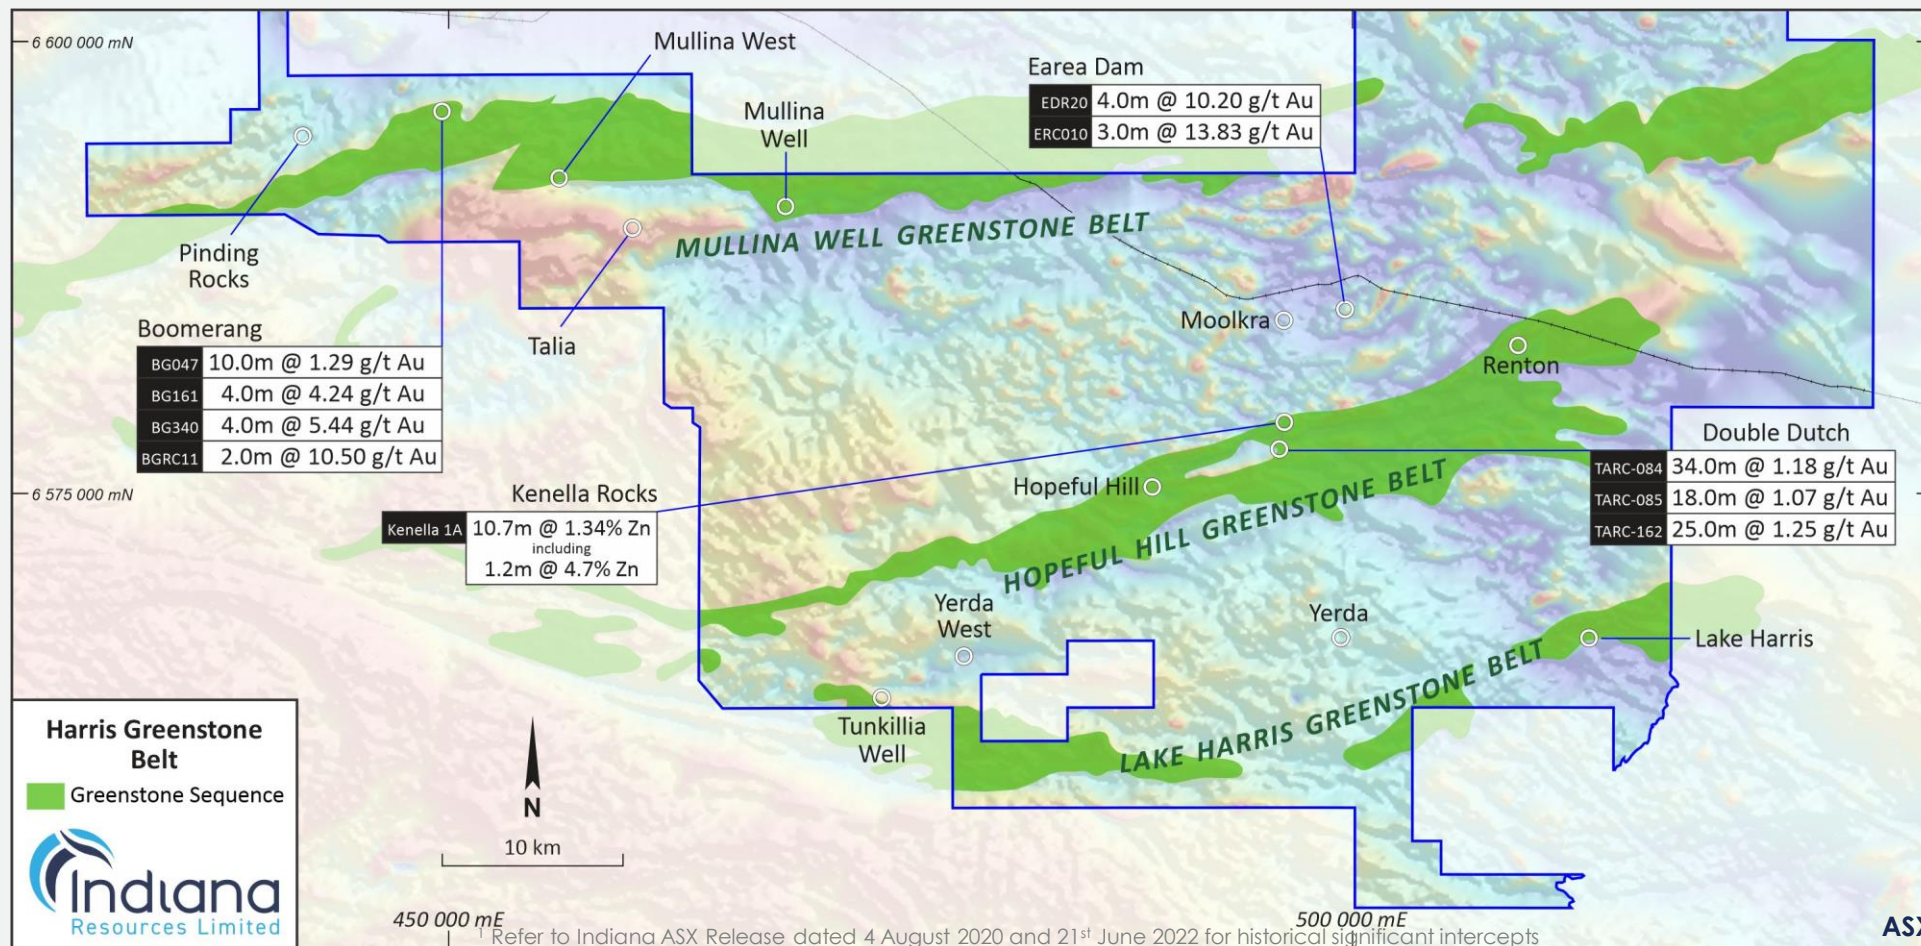 6 600 000 mN
Mullina West
Earea Dam
EDR20 4.0m @ 10.20 g/t Au
ERC010 3.0m @ 13.83 g/t Au
Mullina
Well
MULLINA WELL GREENSTONE BELT
Pinding
Rocks
Talia
Moolkra
Renton
Boomerang
BG047 10.0m @ 1.29 g/t Au
BG161 4.0m @ 4.24 g/t Au
BG340 4.0m @ 5.44 g/t Au
BGRC11 2.0m @ 10.50 g/t Au
Double Dutch
TARC-084 34.0m @ 1.18 g/t Au
TARC-085 18.0m @ 1.07 g/t Au
TARC-162 25.0m @ 1.25 g/t Au
6 575 000 mN
Kenella Rocks
Kenella 1A 10.7m @ 1.34% Zn
including
1.2m @ 4.7% Zn
Hopeful Hill
HOPEFUL HILL GREENSTONE BELT
Yerda
West
Yerda
Lake Harris
Tunkillia
Well
LAKE HARRIS GREENSTONE BELT
Harris Greenstone
Belt
Greenstone Sequence
Indiana
Resources Limited
N
10 km
450 000 mE
500 000 mE
1 Refer to Indiana ASX Release dated 4 August 2020 and 21st June 2022 for historical significant intercepts
ASX